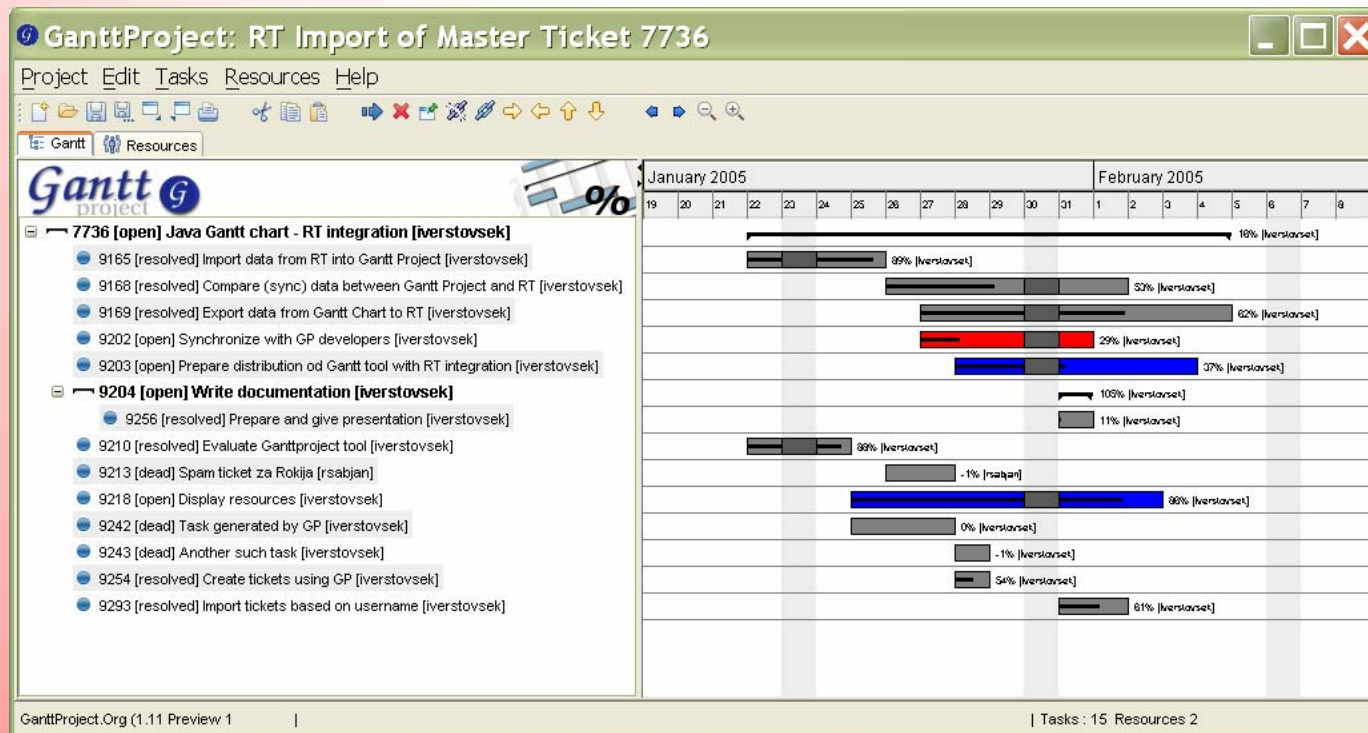 GanttProject: RT Import of Master Ticket 7736
Project Edit Tasks Resources Help
Gantt Resources
Gantt
project
%
January 2005 February 2005
19 20 21 22 23 24 25 26 27 28 29 30 31 1 2 3 4 5 6 7 8
7736 [open] Java Gantt chart - RT integration [iverstovsek] 16% [iverstovsek]
9165 [resolved] Import data from RT into Gantt Project [iverstovsek] 89% [iverstovsek]
9168 [resolved] Compare (sync) data between Gantt Project and RT [iverstovsek] 53% [iverstovsek]
9169 [resolved] Export data from Gantt Chart to RT [iverstovsek] 62% [iverstovsek]
9202 [open] Synchronize with GP developers [iverstovsek] 29% [iverstovsek]
9203 [open] Prepare distribution od Gantt tool with RT integration [iverstovsek] 37% [iverstovsek]
9204 [open] Write documentation [iverstovsek] 105% [iverstovsek]
9256 [resolved] Prepare and give presentation [iverstovsek] 11% [iverstovsek]
9210 [resolved] Evaluate Ganttproject tool [iverstovsek] [iverstovsek]
9213 [dead] Spam ticket za Rokija [rsabjan] -1% [rsabjan]
9218 [open] Display resources [iverstovsek] [iverstovsek]
9242 [dead] Task generated by GP [iverstovsek] 0% [iverstovsek]
9243 [dead] Another such task [iverstovsek] -1% [iverstovsek]
9254 [resolved] Create tickets using GP [iverstovsek] 54% [iverstovsek]
9293 [resolved] Import tickets based on username [iverstovsek] 61% [iverstovsek]
GanttProject.Org (1.11 Preview 1 | | Tasks : 15 Resources 2